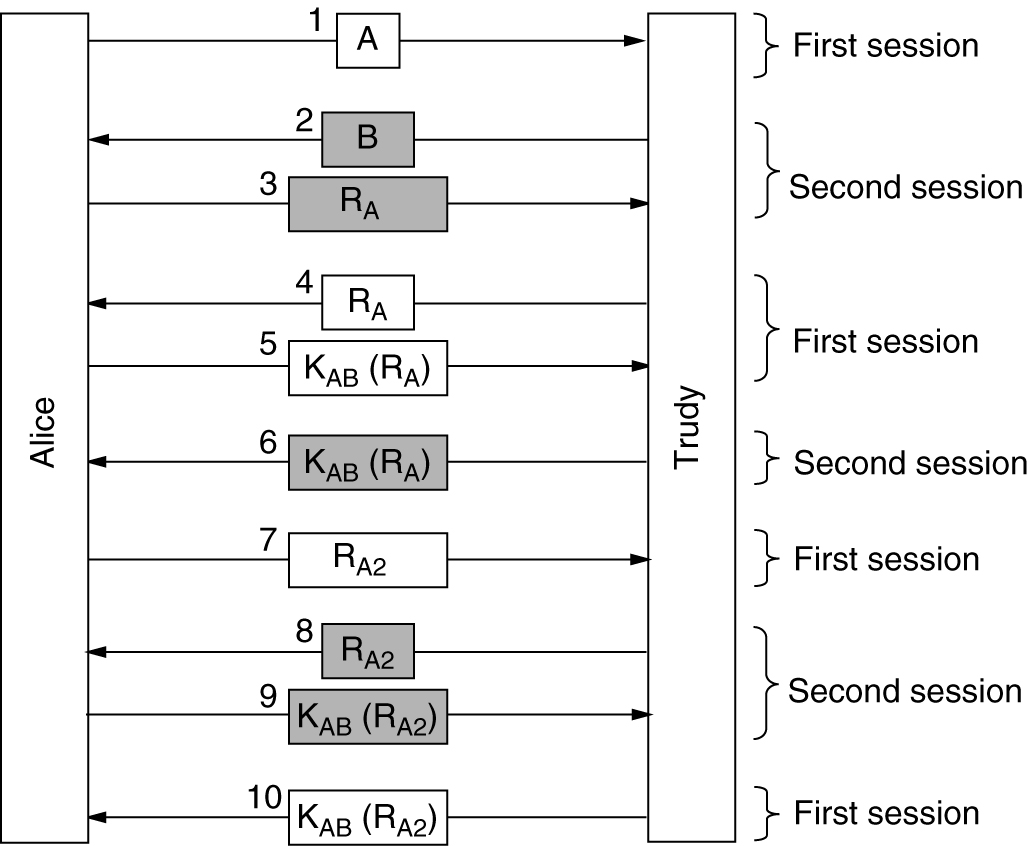 1 A First session
2 B
3 R_A Second session
4 R_A
5 K_AB (R_A) First session
6 K_AB (R_A) Second session
7 R_A2 First session
8 R_A2
9 K_AB (R_A2) Second session
10 K_AB (R_A2) First session
Alice
Trudy